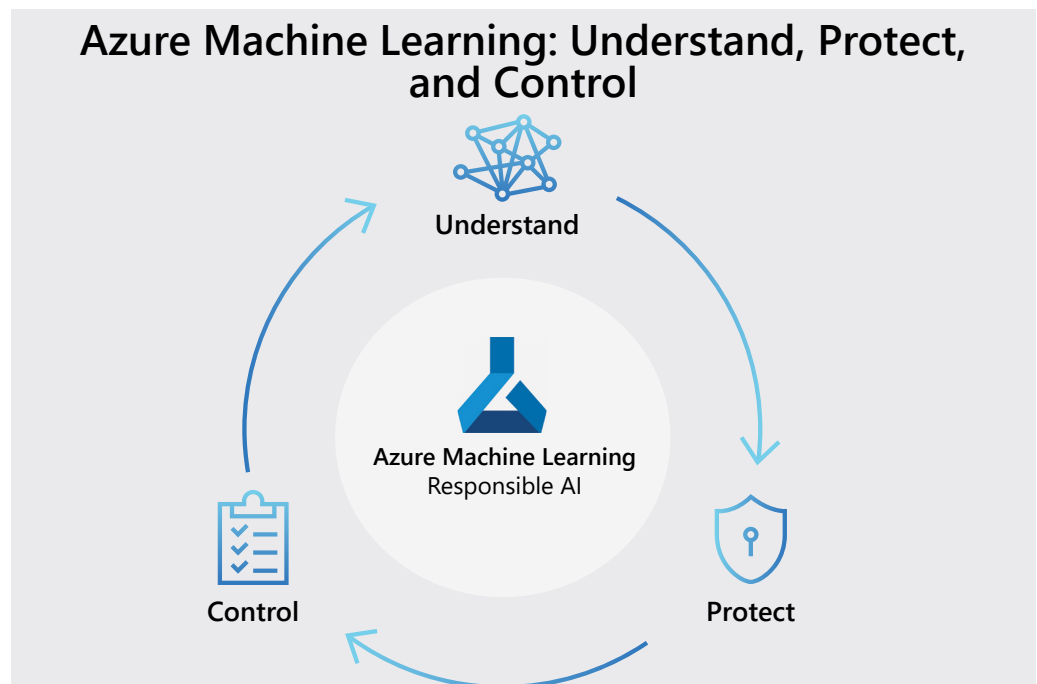 Azure Machine Learning: Understand, Protect,
and Control
Understand
Azure Machine Learning
Responsible AI
Control
Protect